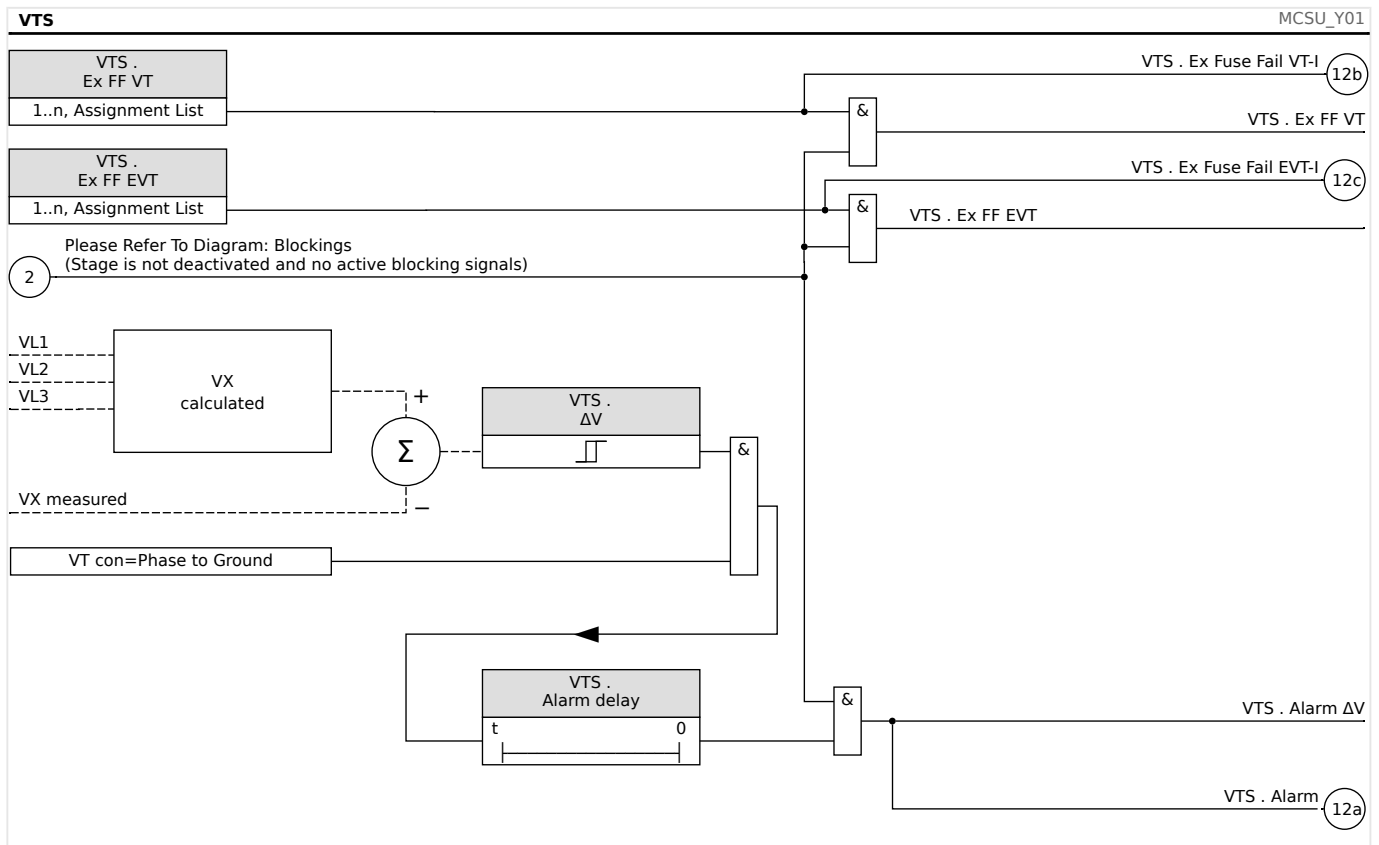 VTS
MCSU_Y01
VTS .
Ex FF VT
1..n, Assignment List
VTS . Ex Fuse Fail VT-I
12b
&
VTS . Ex FF VT
VTS .
Ex FF EVT
1..n, Assignment List
VTS . Ex Fuse Fail EVT-I
12c
&
VTS . Ex FF EVT
Please Refer To Diagram: Blockings
(Stage is not deactivated and no active blocking signals)
2
VL1
VL2
VL3
VX
calculated
+
Σ
−
VTS .
ΔV
&
VX measured
VT con=Phase to Ground
VTS .
Alarm delay
t
0
&
VTS . Alarm ΔV
VTS . Alarm
12a